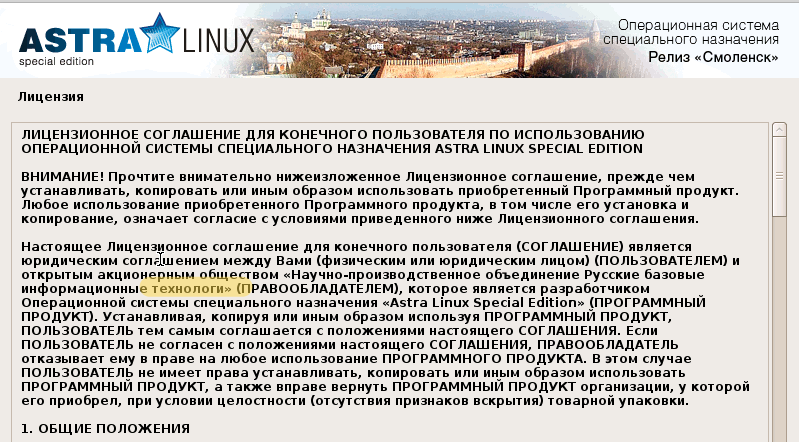 ASTRA LINUX
special edition
Операционная система
специального назначения
Релиз «Смоленск»
Лицензия
ЛИЦЕНЗИОННОЕ СОГЛАШЕНИЕ ДЛЯ КОНЕЧНОГО ПОЛЬЗОВАТЕЛЯ ПО ИСПОЛЬЗОВАНИЮ
ОПЕРАЦИОННОЙ СИСТЕМЫ СПЕЦИАЛЬНОГО НАЗНАЧЕНИЯ ASTRA LINUX SPECIAL EDITION
ВНИМАНИЕ! Прочтите внимательно нижеизложенное Лицензионное соглашение, прежде чем
устанавливать, копировать или иным образом использовать приобретенный Программный продукт.
Любое использование приобретенного Программного продукта, в том числе его установка и
копирование, означает согласие с условиями приведенного ниже Лицензионного соглашения.
Настоящее Лицензионное соглашение для конечного пользователя (СОГЛАШЕНИЕ) является
юридическим соглашением между Вами (физическим или юридическим лицом) (ПОЛЬЗОВАТЕЛЕМ) и
открытым акционерным обществом «Научно-производственное объединение Русские базовые
информационные технологи» (ПРАВООБЛАДАТЕЛЕМ), которое является разработчиком
Операционной системы специального назначения «Astra Linux Special Edition» (ПРОГРАММНЫЙ
ПРОДУКТ). Устанавливая, копируя или иным образом используя ПРОГРАММНЫЙ ПРОДУКТ,
ПОЛЬЗОВАТЕЛЬ тем самым соглашается с положениями настоящего СОГЛАШЕНИЯ. Если
ПОЛЬЗОВАТЕЛЬ не согласен с положениями настоящего СОГЛАШЕНИЯ, ПРАВООБЛАДАТЕЛЬ
отказывает ему в праве на любое использование ПРОГРАММНОГО ПРОДУКТА. В этом случае
ПОЛЬЗОВАТЕЛЬ не имеет права устанавливать, копировать или иным образом использовать
ПРОГРАММНЫЙ ПРОДУКТ, а также вправе вернуть ПРОГРАММНЫЙ ПРОДУКТ организации, у которой
его приобрел, при условии целостности (отсутствия признаков вскрытия) товарной упаковки.
1. ОБЩИЕ ПОЛОЖЕНИЯ